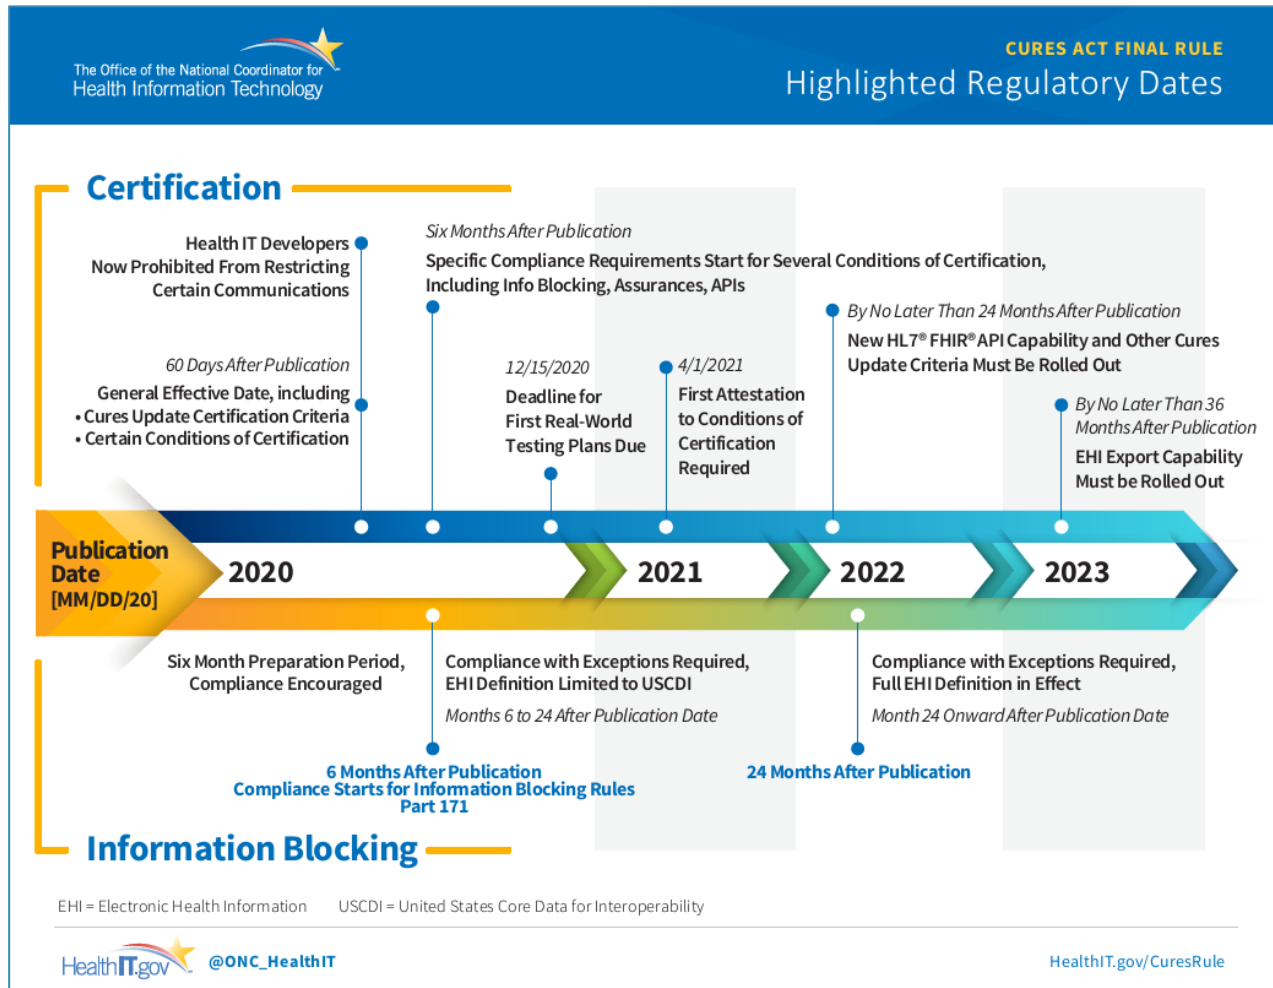 The Office of the National Coordinator for
Health Information Technology
CURES ACT FINAL RULE
Highlighted Regulatory Dates
Certification
Health IT Developers
Now Prohibited From Restricting
Certain Communications
60 Days After Publication
General Effective Date, including
• Cures Update Certification Criteria
• Certain Conditions of Certification
Six Months After Publication
Specific Compliance Requirements Start for Several Conditions of Certification,
Including Info Blocking, Assurances, APIs
12/15/2020
Deadline for
First Real-World
Testing Plans Due
4/1/2021
First Attestation
to Conditions of
Certification
Required
By No Later Than 24 Months After Publication
New HL7® FHIR® API Capability and Other Cures
Update Criteria Must Be Rolled Out
By No Later Than 36
Months After Publication
EHI Export Capability
Must be Rolled Out
Publication
Date
[MM/DD/20]
2020
2021
2022
2023
Six Month Preparation Period,
Compliance Encouraged
Compliance with Exceptions Required,
EHI Definition Limited to USCDI
Months 6 to 24 After Publication Date
Compliance with Exceptions Required,
Full EHI Definition in Effect
Month 24 Onward After Publication Date
6 Months After Publication
Compliance Starts for Information Blocking Rules
Part 171
24 Months After Publication
Information Blocking
EHI = Electronic Health Information USCDI = United States Core Data for Interoperability
HealthIT.gov
@ONC_HealthIT
HealthIT.gov/CuresRule